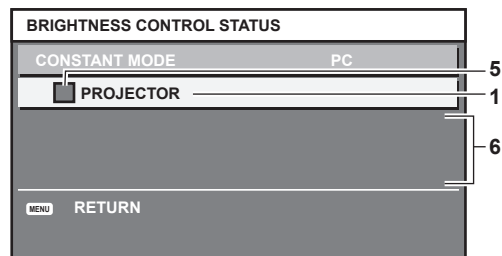 BRIGHTNESS CONTROL STATUS
CONSTANT MODE PC
5
PROJECTOR
1
6
MENU RETURN